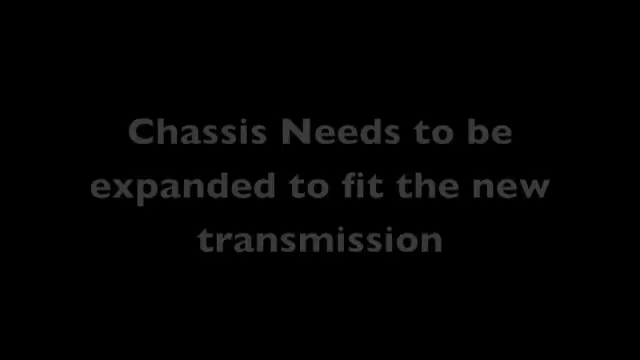 Chassis Needs to be
expanded to fit the new
transmission